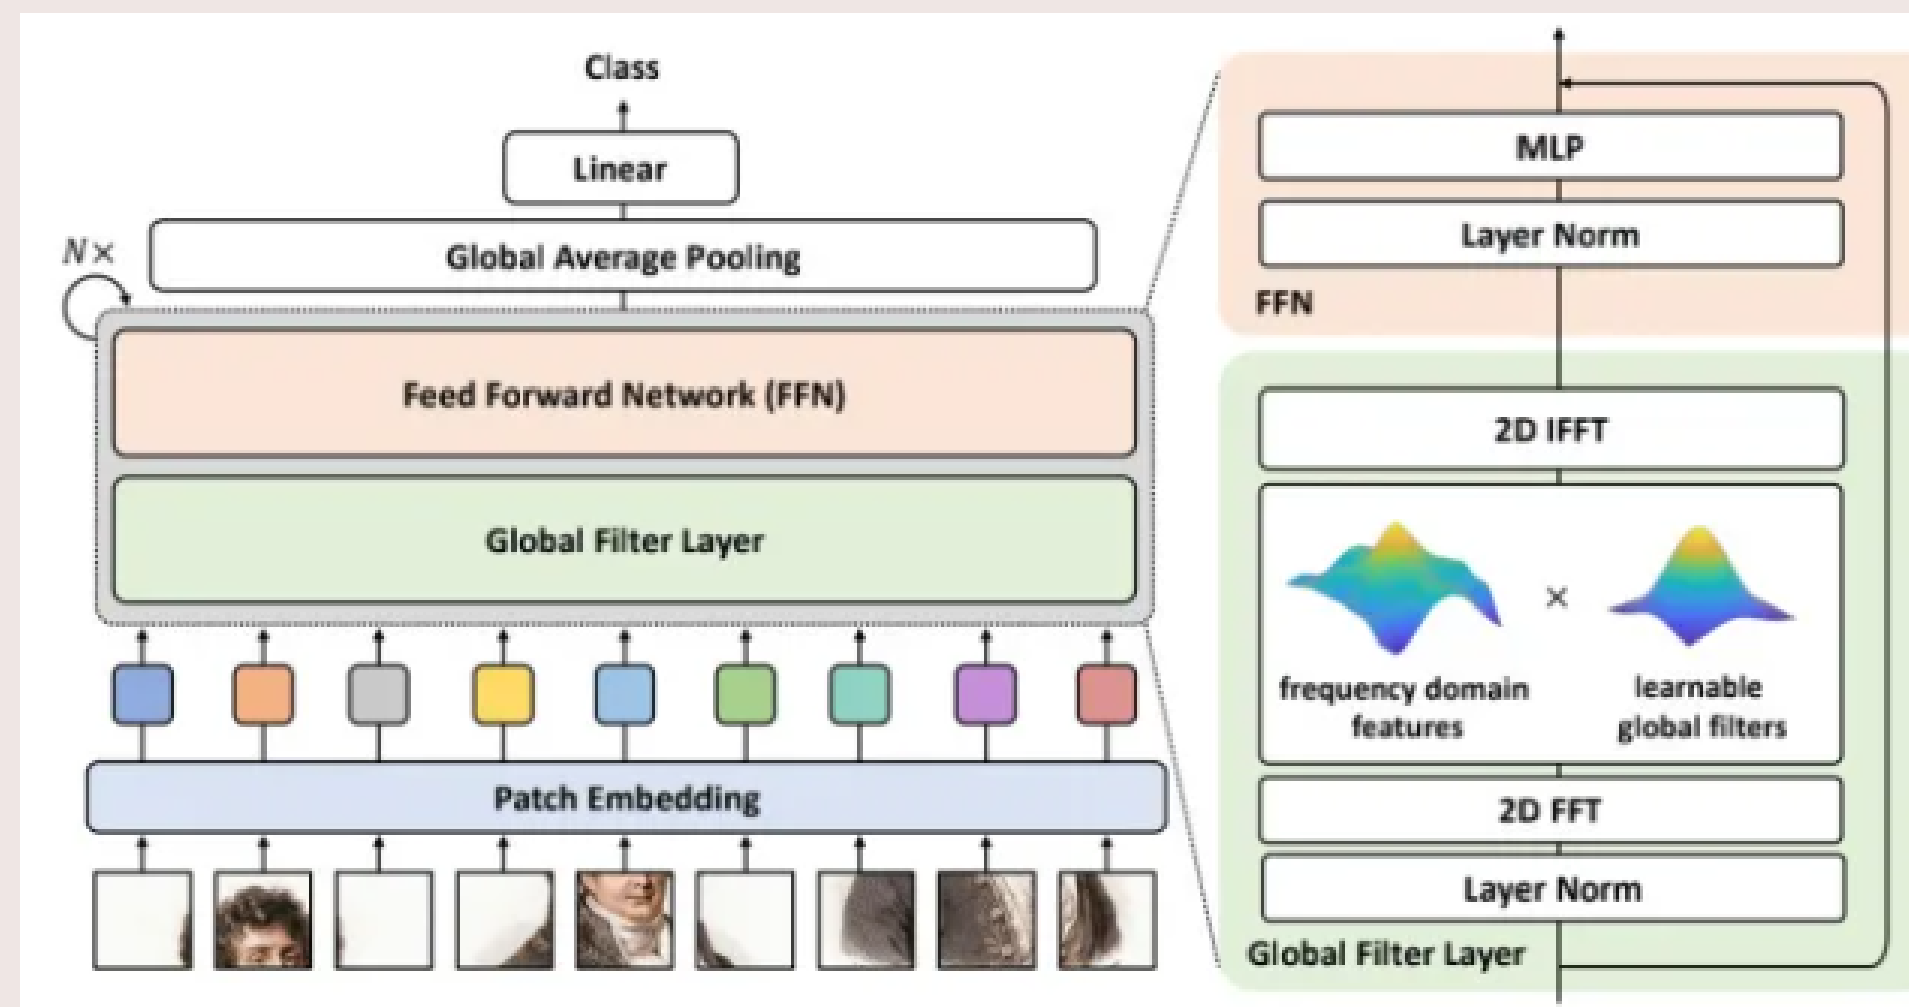 Class
Linear
Global Average Pooling
N×
Feed Forward Network (FFN)
Global Filter Layer
Patch Embedding
MLP
Layer Norm
FFN
2D IFFT
×
frequency domain
features
learnable
global filters
2D FFT
Layer Norm
Global Filter Layer